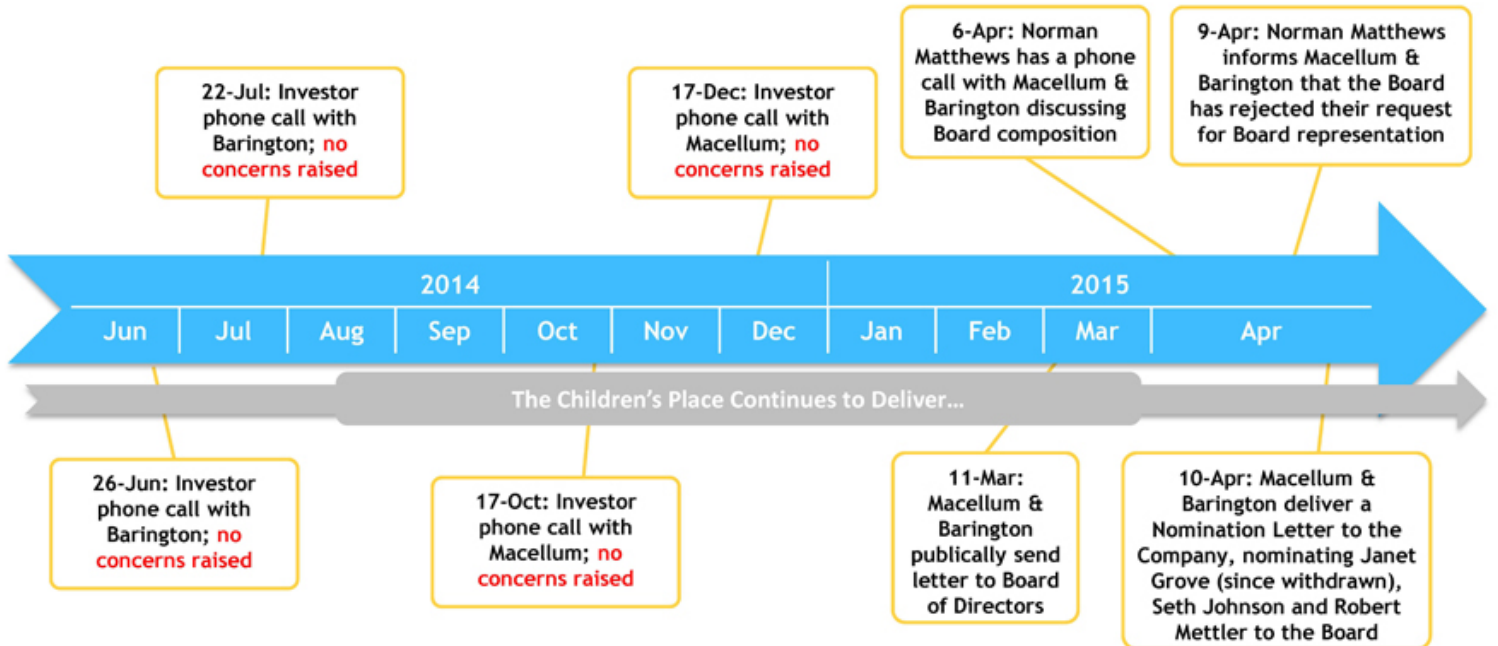 6-Apr: Norman
Matthews has a phone
call with Macellum &
Barington discussing
Board composition
9-Apr: Norman Matthews
informs Macellum &
Barington that the Board
has rejected their request
for Board representation
22-Jul: Investor
phone call with
Barington; no
concerns raised
17-Dec: Investor
phone call with
Macellum; no
concerns raised
2014
2015
Jun
Jul
Aug
Sep
Oct
Nov
Dec
Jan
Feb
Mar
Apr
The Children's Place Continues to Deliver…
26-Jun: Investor
phone call with
Barington; no
concerns raised
17-Oct: Investor
phone call with
Macellum; no
concerns raised
11-Mar:
Macellum &
Barington
publically send
letter to Board
of Directors
10-Apr: Macellum &
Barington deliver a
Nomination Letter to the
Company, nominating Janet
Grove (since withdrawn),
Seth Johnson and Robert
Mettler to the Board